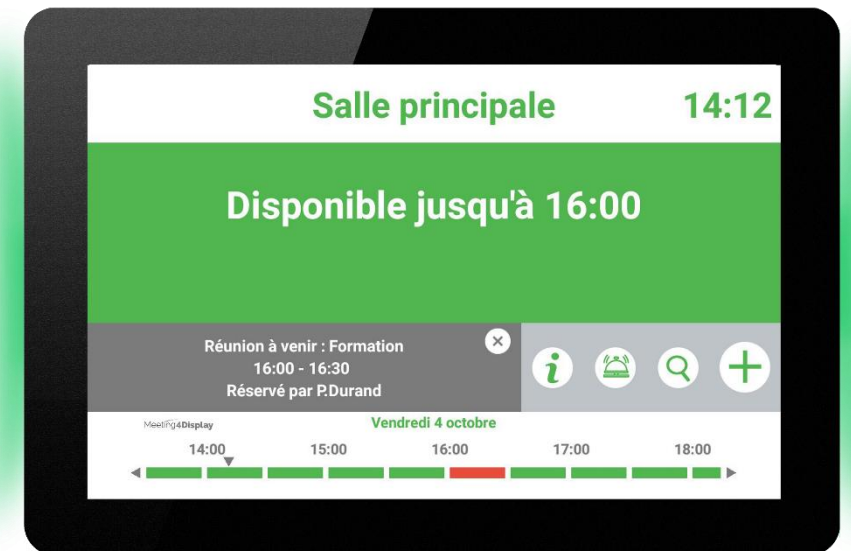 Salle principale 14:12
Disponible jusqu'à 16:00
Réunion à venir : Formation
16:00 - 16:30
Réservé par P.Durand
Meeting4Display
Vendredi 4 octobre
14:00 15:00 16:00 17:00 18:00